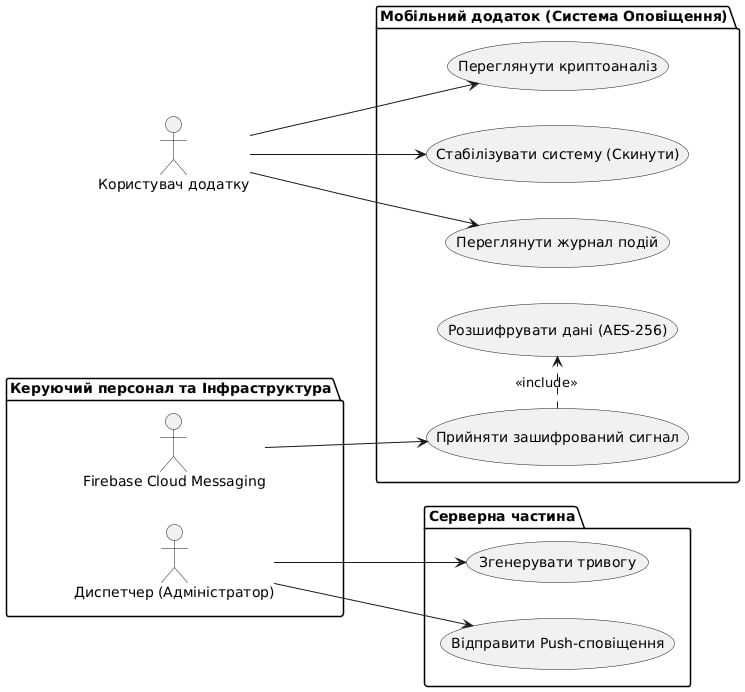 Мобільний додаток (Система Оповіщення)
Переглянути криптоаналіз
Стабілізувати систему (Скинути)
Користувач додатку
Переглянути журнал подій
Розшифрувати дані (AES-256)
«include»
Прийняти зашифрований сигнал
Керуючий персонал та Інфраструктура
Firebase Cloud Messaging
Диспетчер (Адміністратор)
Серверна частина
Згенерувати тривогу
Відправити Push-сповіщення